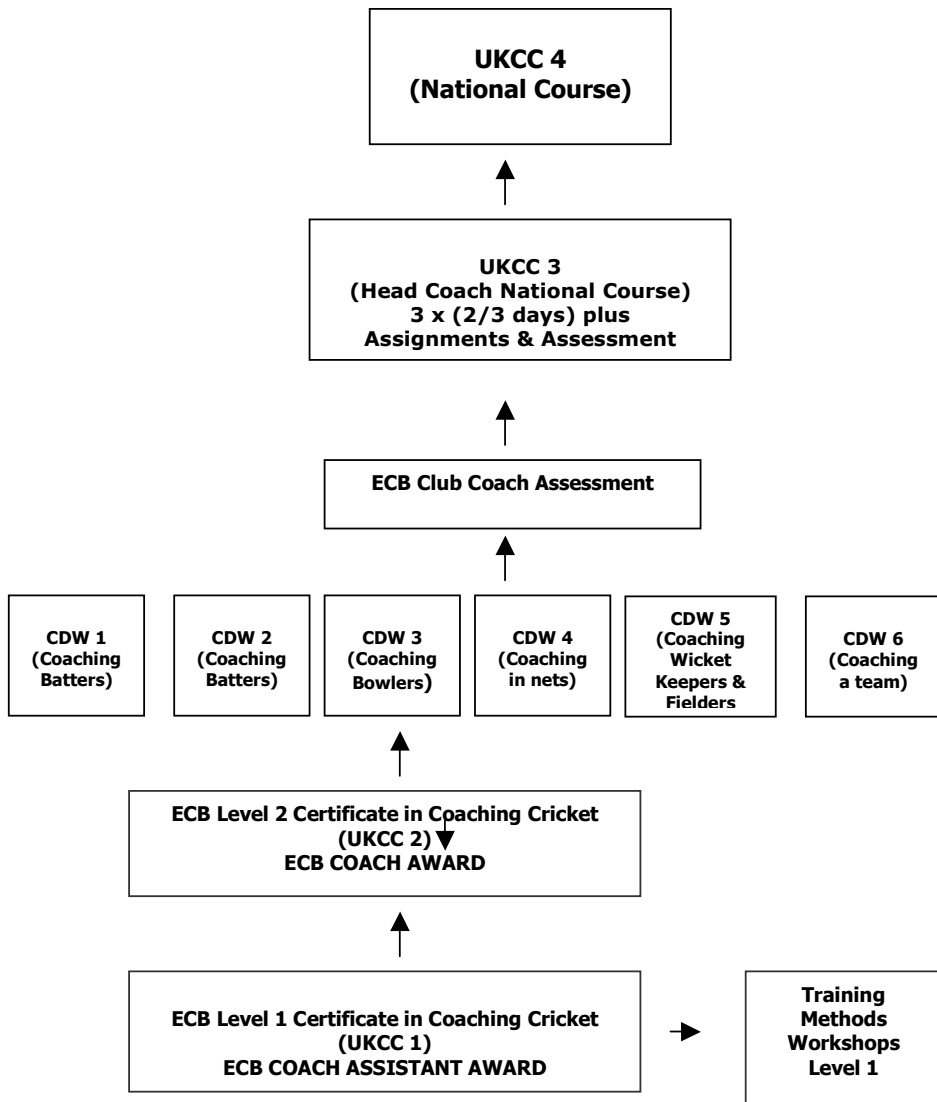 UKCC 4
(National Course)
UKCC 3
(Head Coach National Course)
3 x (2/3 days) plus
Assignments & Assessment
ECB Club Coach Assessment
CDW 1
(Coaching
Batters)
CDW 2
(Coaching
Batters)
CDW 3
(Coaching
Bowlers)
CDW 4
(Coaching
in nets)
CDW 5
(Coaching
Wicket
Keepers &
Fielders
CDW 6
(Coaching
a team)
ECB Level 2 Certificate in Coaching Cricket
(UKCC 2)
ECB COACH AWARD
ECB Level 1 Certificate in Coaching Cricket
(UKCC 1)
ECB COACH ASSISTANT AWARD
Training
Methods
Workshops
Level 1